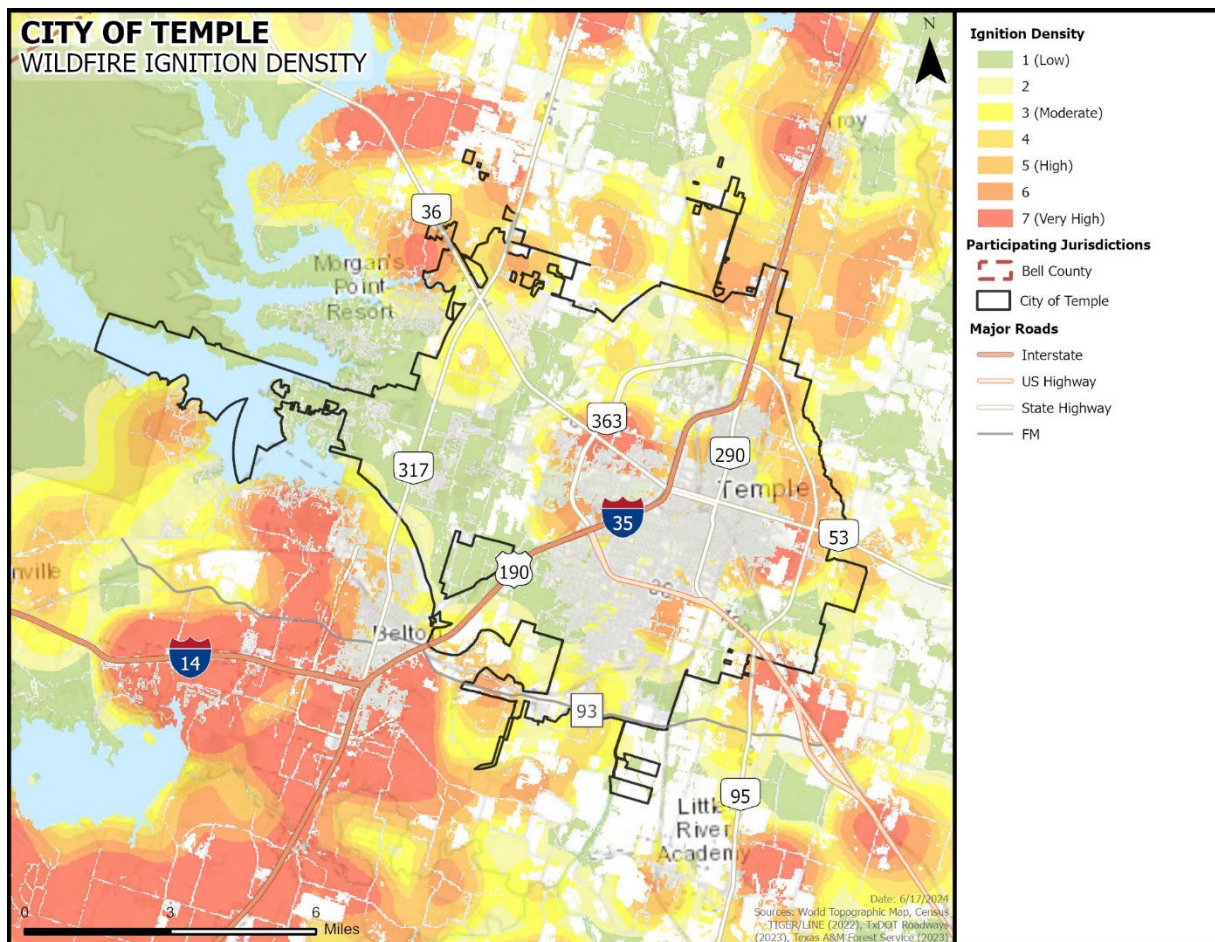 CITY OF TEMPLE
WILDFIRE IGNITION DENSITY
N
Troy
36
Morgan's
Point
Resort
363
317
290
Temple
35
53
190
nville
Belton
14
93
95
Little
River
Academy
0 3 6
Miles
Date: 6/17/2024
Sources: World Topographic Map, Census
TIGER/LINE (2022), TxDOT Roadways
(2023), Texas A&M Forest Service (2023)
Ignition Density
1 (Low)
2
3 (Moderate)
4
5 (High)
6
7 (Very High)
Participating Jurisdictions
Bell County
City of Temple
Major Roads
Interstate
US Highway
State Highway
FM